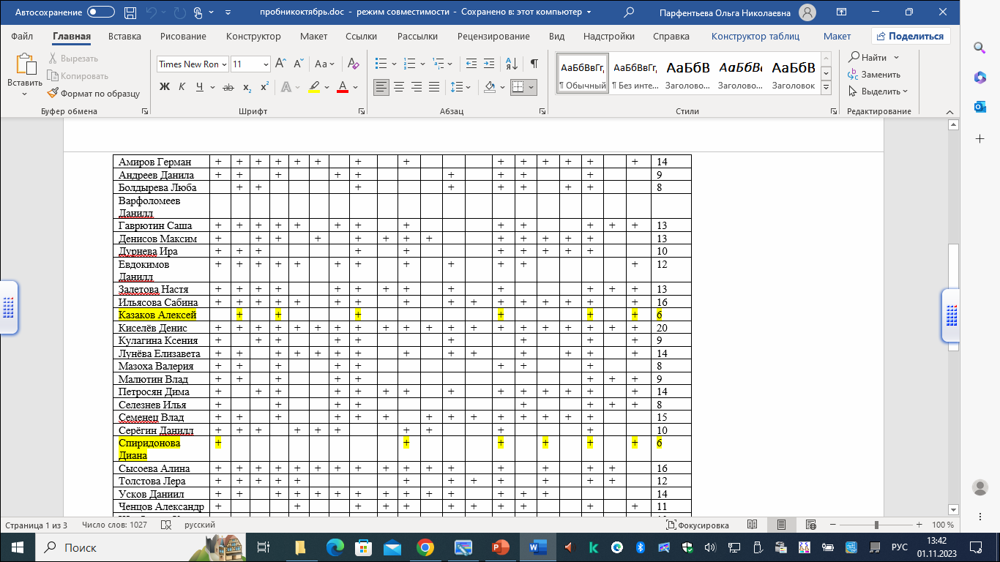 Автосохранение пробникоктябрь.doc - режим совместимости - Сохранено в: этот компьютер Парфентьева Ольга Николаевна
Файл Главная Вставка Рисование Конструктор Макет Ссылки Рассылки Рецензирование Вид Надстройки Справка Конструктор таблиц Макет Поделиться
Вставить
Вырезать
Копировать
Формат по образцу
Буфер обмена
Times New Ron 11
Ж К Ч ab x₂ x²
Шрифт
Абзац
АаБбВвГг, АаБбВвГг, АаБбВ АаБбВв АаБбВ
¶ Обычный ¶ Без инте... Заголово... Заголово... Заголовок
Стили
Найти
Заменить
Выделить
Редактирование
Амиров Герман + + + + + + + + + + + + + + 14
Андреев Данила + + + + + + + + + 9
Болдырева Люба + + + + + + + + 8
Варфоломеев
Данилл
Гаврютин Саша + + + + + + + + + + + + + 13
Денисов Максим + + + + + + + + + + + + + 13
Дурнева Ира + + + + + + + + + + 10
Евдокимов + + + + + + + + + + + + 12
Данилл
Залетова Настя + + + + + + + + + + + + + 13
Ильясова Сабина + + + + + + + + + + + + + + + + 16
Казаков Алексей + + + + + + 6
Киселёв Денис + + + + + + + + + + + + + + + + + + + + 20
Кулагина Ксения + + + + + + + + + 9
Лунёва Елизавета + + + + + + + + + + + + + + 14
Мазоха Валерия + + + + + + + + 8
Малютин Влад + + + + + + + + 9
Петросян Дима + + + + + + + + + + + + + + 14
Селезнев Илья + + + + + + + + 8
Семенец Влад + + + + + + + + + + + + + + 15
Серёгин Данилл + + + + + + + + + + 10
Спиридонова + + + + + + 6
Диана
Сысоева Алина + + + + + + + + + + + + + + + + 16
Толстова Лера + + + + + + + + + + + + 12
Усков Даниил + + + + + + + + + + + + + + 14
Ченцов Александр + + + + + + + + + + + 11
Страница 1 из 3 Число слов: 1027 русский Фокусировка 100 %
Поиск РУС 13:42
01.11.2023